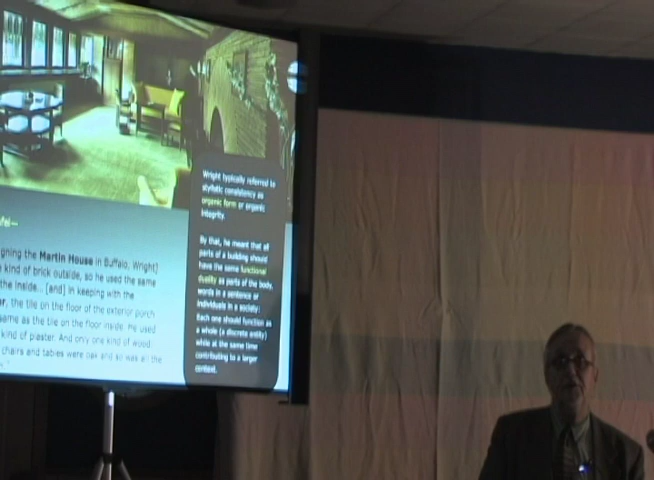 Wright typically referred to
stylistic consistency as
organic form or organic
integrity.
By that, he meant that all
parts of a building should
have the same functional
duality as parts of the body,
words in a sentence or
individuals in a society:
Each one should function as
a whole (a discrete entity)
while at the same time
contributing to a larger
context.
gning the Martin House in Buffalo, Wright)
kind of brick outside, so he used the same
the inside... [and] in keeping with the
the tile on the floor of the exterior porch
same as the tile on the floor inside. He used
kind of plaster. And only one kind of wood
chairs and tables were oak and so was all the